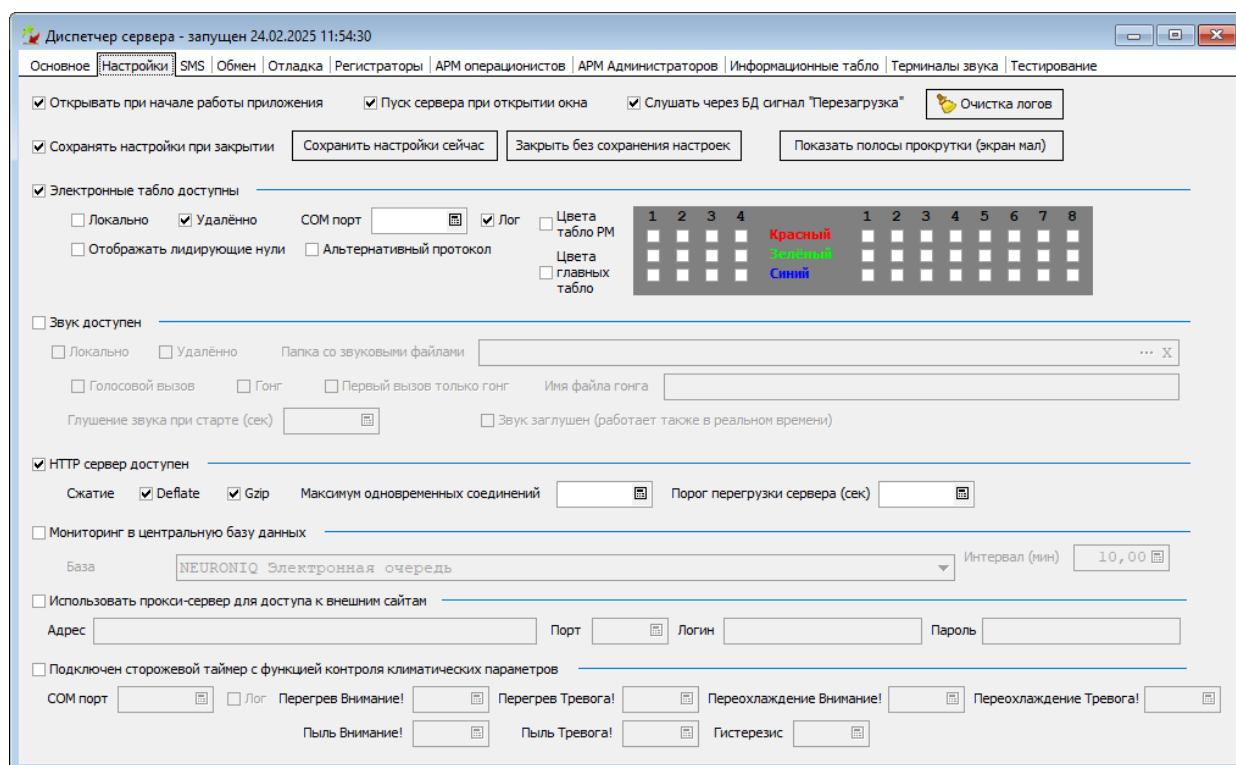 Диспетчер сервера - запущен 24.02.2025 11:54:30
Основное Настройки SMS Обмен Отладка Регистраторы АРМ операционистов АРМ Администраторов Информационные табло Терминалы звука Тестирование
Открывать при начале работы приложения Пуск сервера при открытии окна Слушать через БД сигнал "Перезагрузка" Очистка логов
Сохранять настройки при закрытии Сохранить настройки сейчас Закрыть без сохранения настроек Показать полосы прокрутки (экран мал)
Электронные табло доступны
Локально Удалённо COM порт Лог Цвета табло РМ 1 2 3 4 1 2 3 4 5 6 7 8
Красный
Отображать лидирующие нули Альтернативный протокол Зелёный
Цвета главных табло Синий
Звук доступен
Локально Удалённо Папка со звуковыми файлами ... X
Голосовой вызов Гонг Первый вызов только гонг Имя файла гонга
Глушение звука при старте (сек) Звук заглушен (работает также в реальном времени)
HTTP сервер доступен
Сжатие Deflate Gzip Максимум одновременных соединений Порог перегрузки сервера (сек)
Мониторинг в центральную базу данных
База NEURONIQ Электронная очередь Интервал (мин) 10,00
Использовать прокси-сервер для доступа к внешним сайтам
Адрес Порт Логин Пароль
Подключен сторожевой таймер с функцией контроля климатических параметров
COM порт Лог Перегрев Внимание! Перегрев Тревога! Переохлаждение Внимание! Переохлаждение Тревога!
Пыль Внимание! Пыль Тревога! Гистерезис